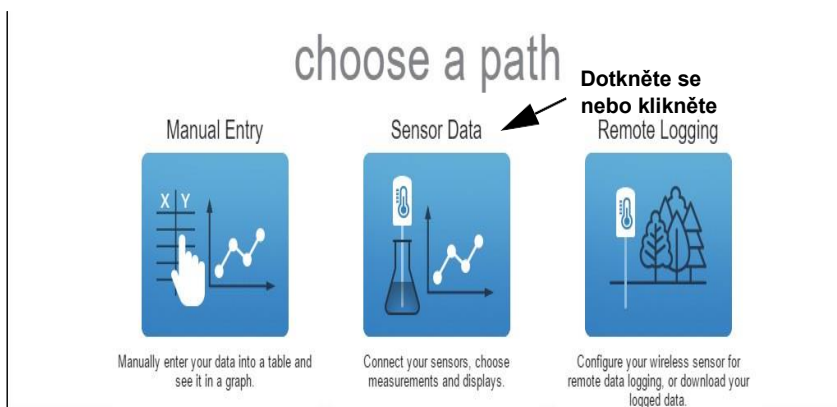 choose a path
Dotkněte se
nebo klikněte
Manual Entry
Sensor Data
Remote Logging
X Y
Manually enter your data into a table and
see it in a graph.
Connect your sensors, choose
measurements and displays.
Configure your wireless sensor for
remote data logging, or download your
logged data.